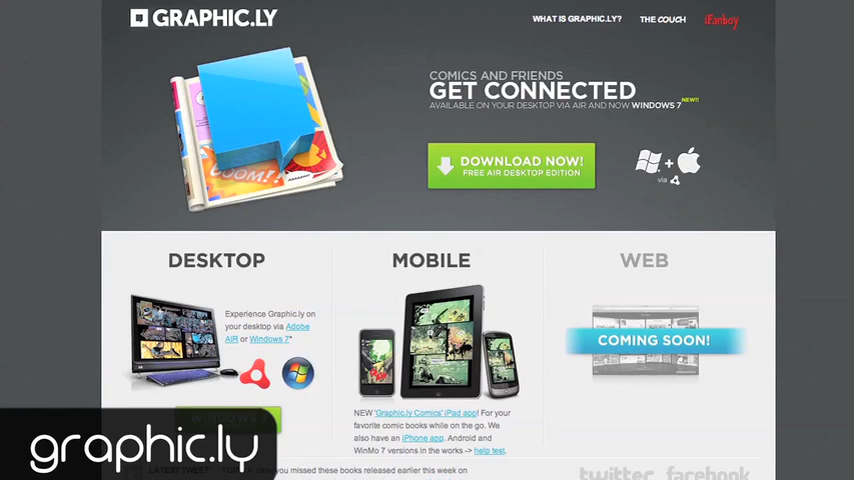 GRAPHIC.LY
WHAT IS GRAPHIC.LY?
THE COUCH
iFanboy
BOOM!!
COMICS AND FRIENDS
GET CONNECTED
AVAILABLE ON YOUR DESKTOP VIA AIR AND NOW WINDOWS 7 NEW!!
DOWNLOAD NOW!
FREE AIR DESKTOP EDITION
+
via
DESKTOP
Experience Graphic.ly on
your desktop via Adobe
AIR or Windows 7*
WINDOWS 7
MOBILE
NEW 'Graphic.ly Comics' iPad app! For your
favorite comic books while on the go. We
also have an iPhone app. Android and
WinMo 7 versions in the works -> help test.
WEB
COMING SOON!
graphic.ly
LATEST TWEET:
you missed these books released earlier this week on
twitter facebook